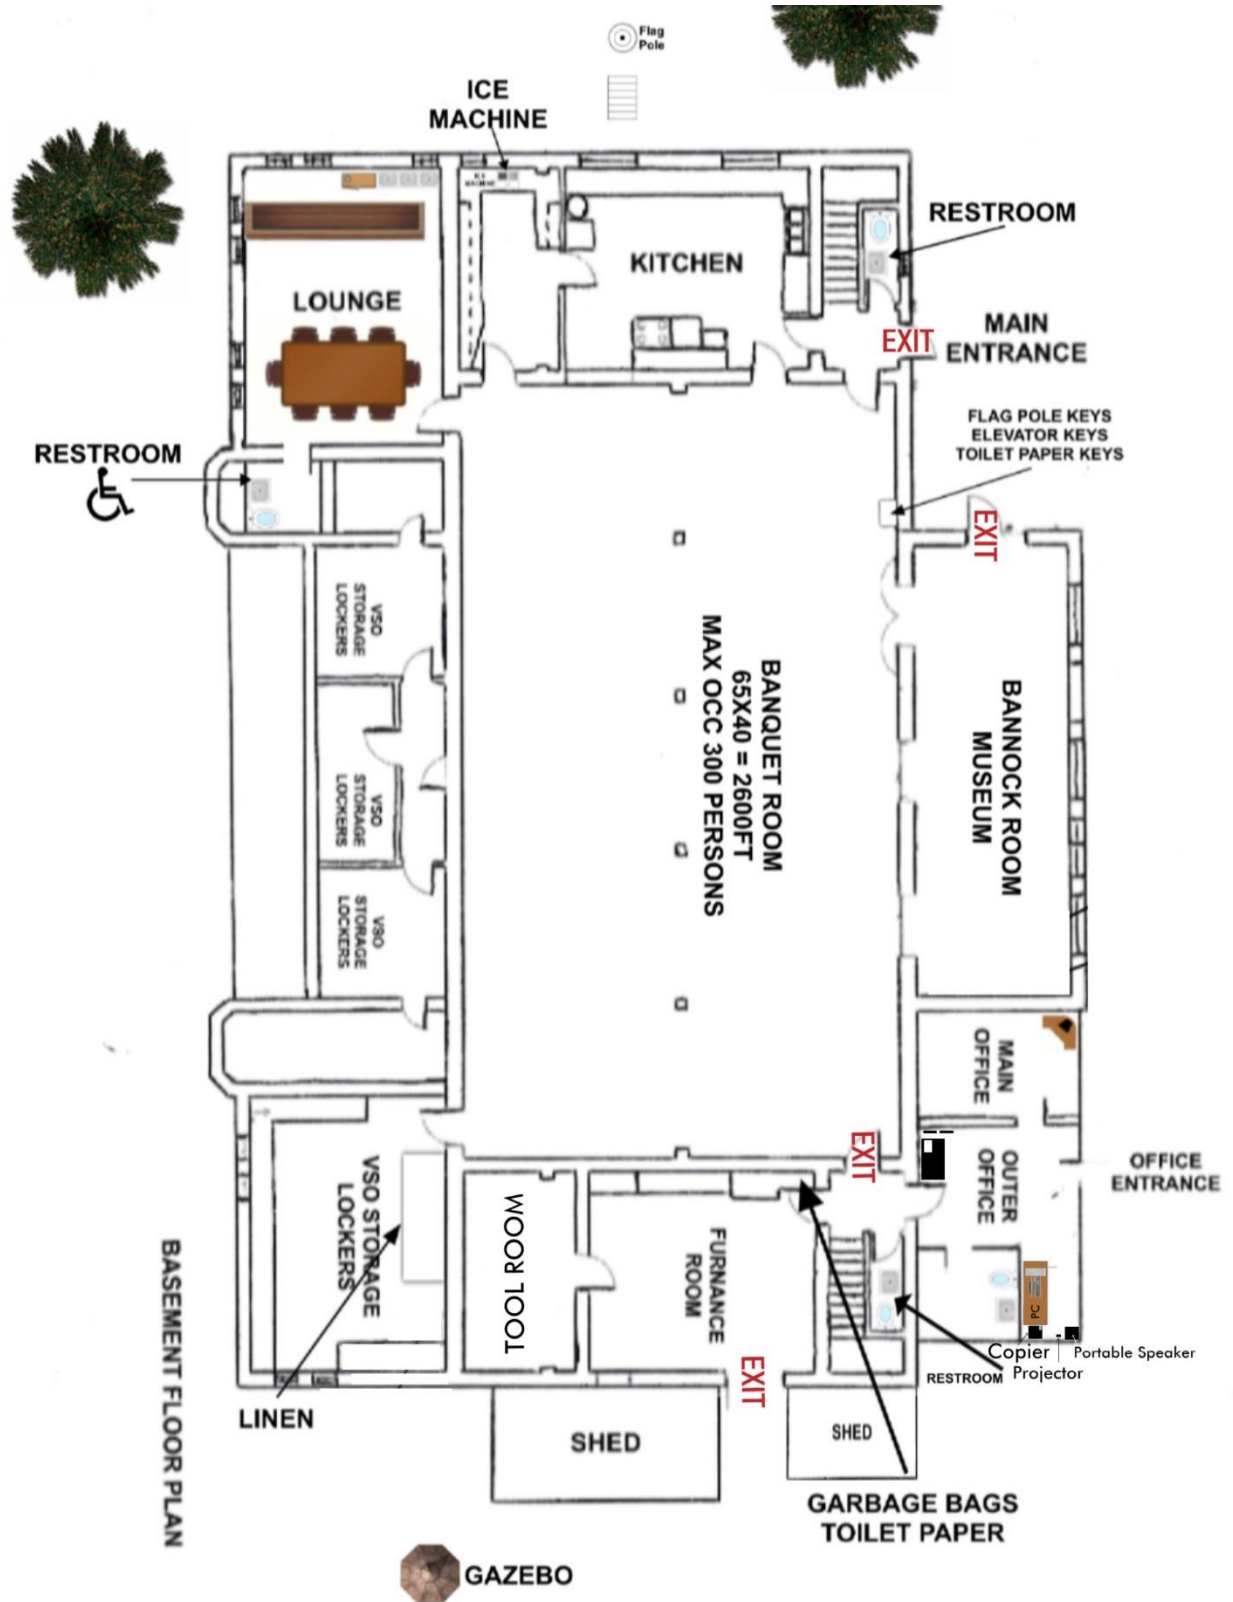 Flag
Pole
ICE
MACHINE
ICE
MACHINE
RESTROOM
KITCHEN
LOUNGE
EXIT
MAIN
ENTRANCE
FLAG POLE KEYS
ELEVATOR KEYS
TOILET PAPER KEYS
RESTROOM
EXIT
VSO
STORAGE
LOCKERS
BANQUET ROOM
65X40 = 2600FT
MAX OCC 300 PERSONS
BANNOCK ROOM
MUSEUM
VSO
STORAGE
LOCKERS
VSO
STORAGE
LOCKERS
MAIN
OFFICE
EXIT
OUTER
OFFICE
OFFICE
ENTRANCE
VSO STORAGE
LOCKERS
TOOL ROOM
FURNANCE
ROOM
BASEMENT FLOOR PLAN
PC
Copier
Portable Speaker
Projector
RESTROOM
EXIT
LINEN
SHED
SHED
GARBAGE BAGS
TOILET PAPER
GAZEBO